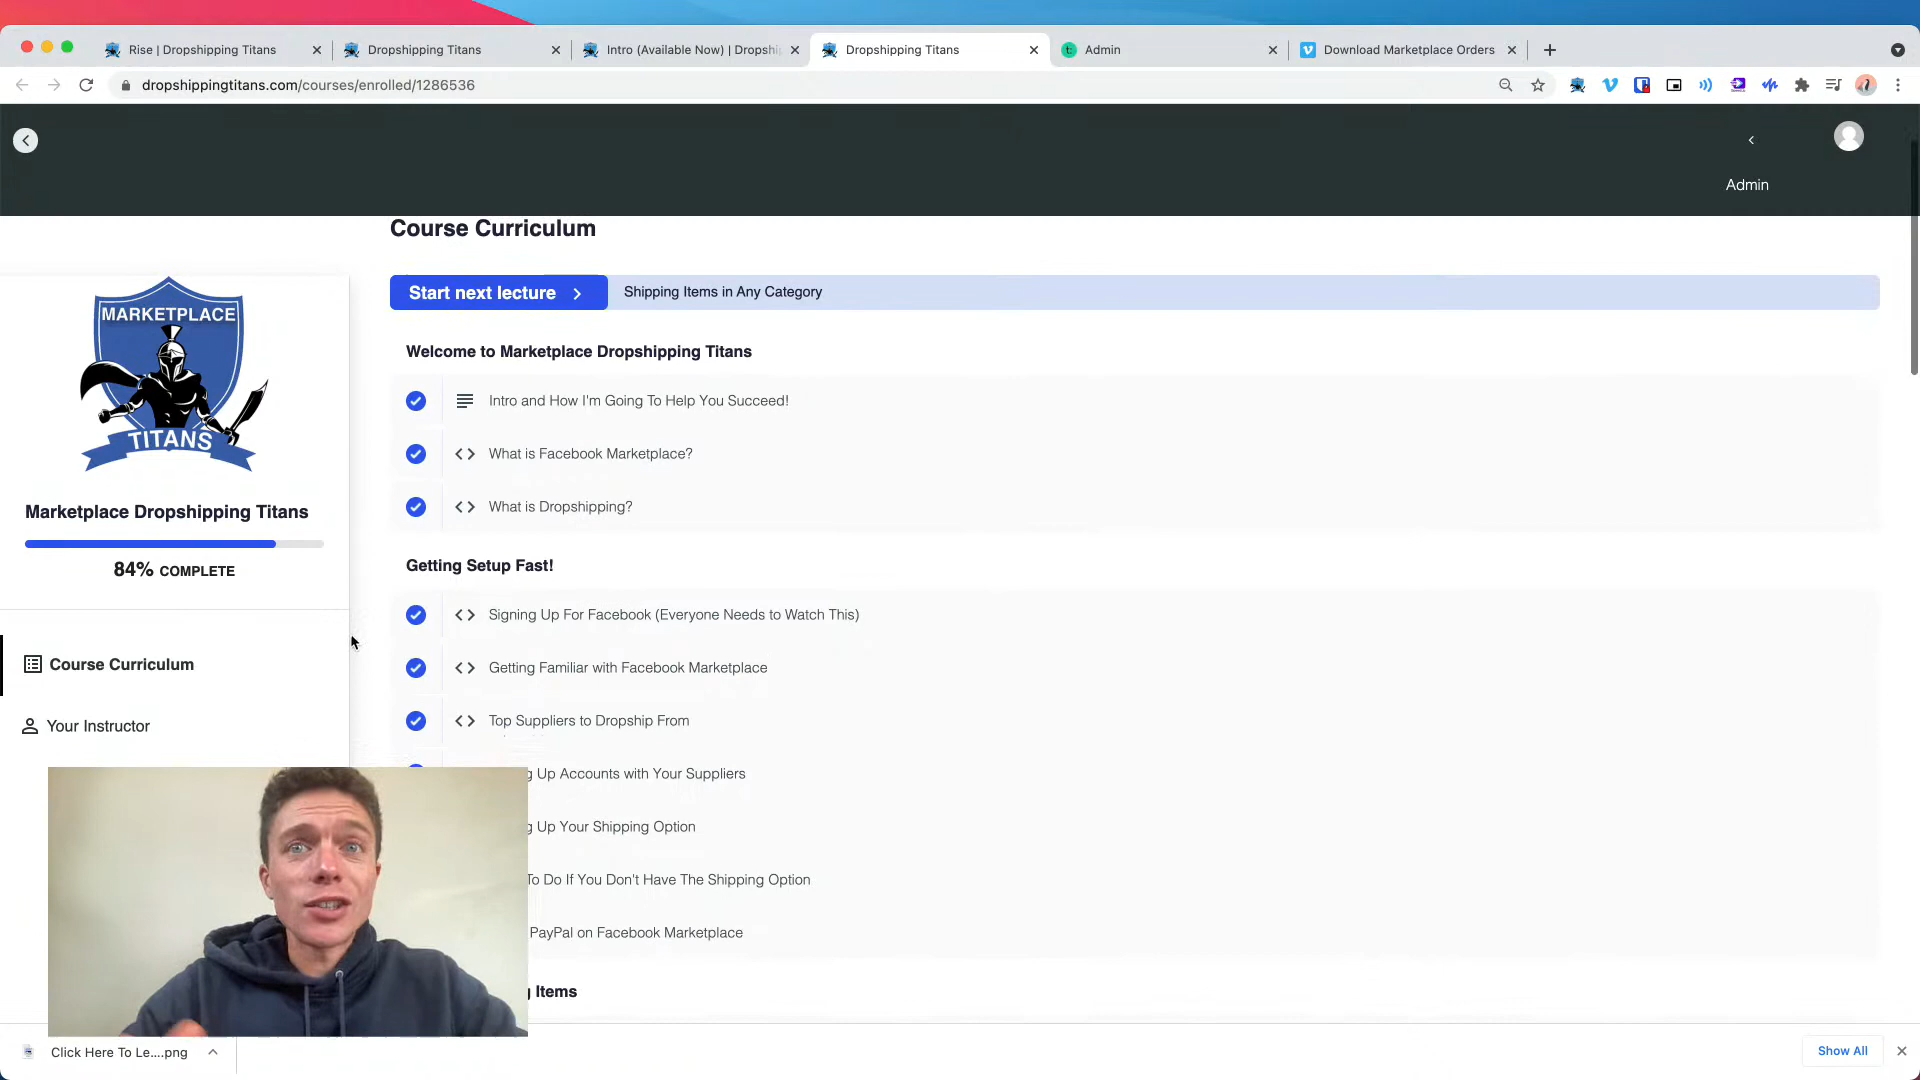 Rise | Dropshipping Titans
Dropshipping Titans
Intro (Available Now) | Dropshi
Dropshipping Titans
Admin
Download Marketplace Orders
dropshippingtitans.com/courses/enrolled/1286536
Admin
Course Curriculum
Start next lecture
Shipping Items in Any Category
MARKETPLACE
TITANS
Marketplace Dropshipping Titans
84% COMPLETE
Course Curriculum
Your Instructor
Welcome to Marketplace Dropshipping Titans
Intro and How I'm Going To Help You Succeed!
What is Facebook Marketplace?
What is Dropshipping?
Getting Setup Fast!
Signing Up For Facebook (Everyone Needs to Watch This)
Getting Familiar with Facebook Marketplace
Top Suppliers to Dropship From
g Up Accounts with Your Suppliers
g Up Your Shipping Option
To Do If You Don't Have The Shipping Option
PayPal on Facebook Marketplace
g Items
Click Here To Le....png
Show All